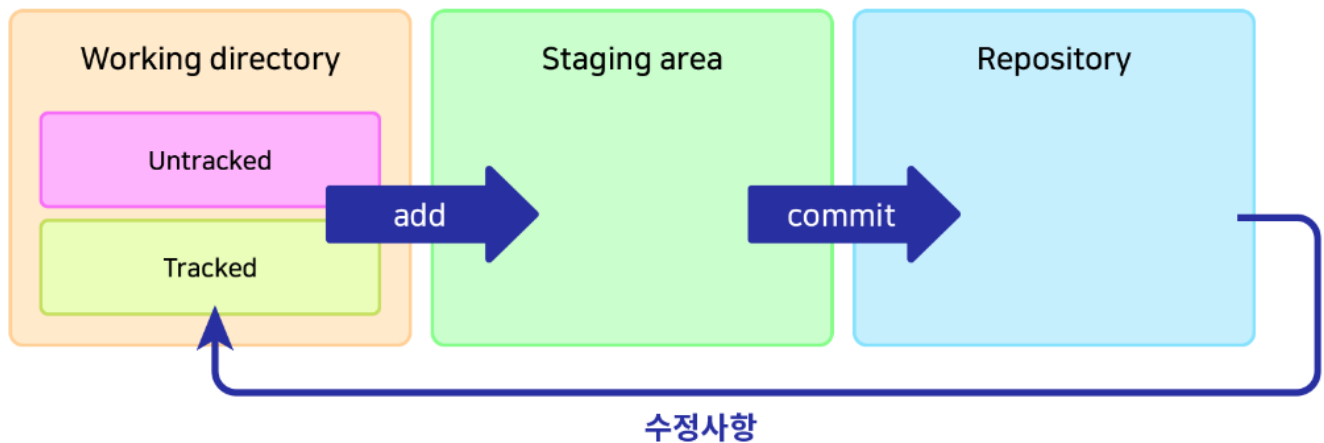 Working directory
Staging area
Repository
Untracked
Tracked
add
commit
수정사항